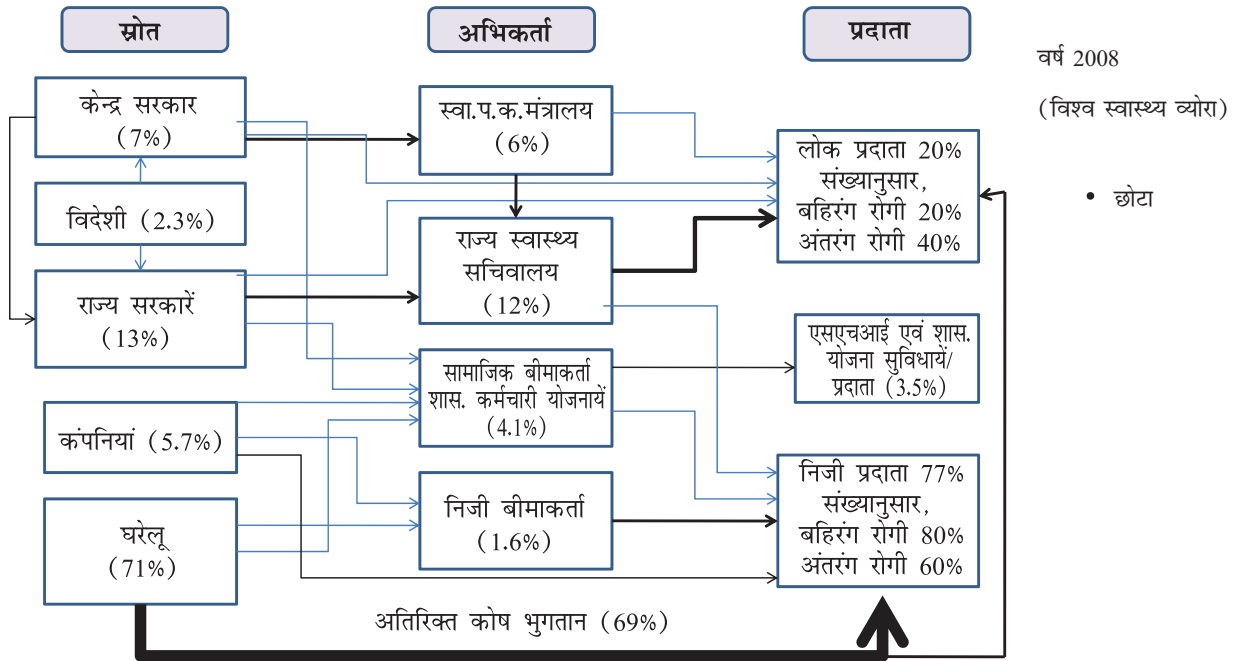 स्रोत
अभिकर्ता
प्रदाता
वर्ष 2008
(विश्व स्वास्थ्य व्योरा)
• छोटा
केन्द्र सरकार
(7%)
विदेशी (2.3%)
राज्य सरकारें
(13%)
कंपनियां (5.7%)
घरेलू
(71%)
स्वा.प.क.मंत्रालय
(6%)
राज्य स्वास्थ्य
सचिवालय
(12%)
सामाजिक बीमाकर्ता
शास. कर्मचारी योजनायें
(4.1%)
निजी बीमाकर्ता
(1.6%)
लोक प्रदाता 20%
संख्यानुसार,
बहिरंग रोगी 20%
अंतरंग रोगी 40%
एसएचआई एवं शास.
योजना सुविधायें/
प्रदाता (3.5%)
निजी प्रदाता 77%
संख्यानुसार,
बहिरंग रोगी 80%
अंतरंग रोगी 60%
अतिरिक्त कोष भुगतान (69%)